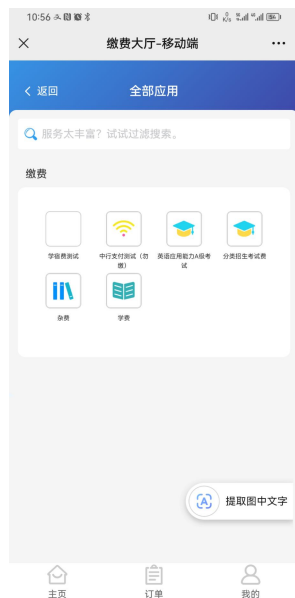 10:56
缴费大厅-移动端
返回
全部应用
服务太丰富？试试过滤搜索。
缴费
学宿费测试
中行支付测试（勿
缴）
英语应用能力A级考
试
分类招生考试费
杂费
学费
提取图中文字
主页
订单
我的